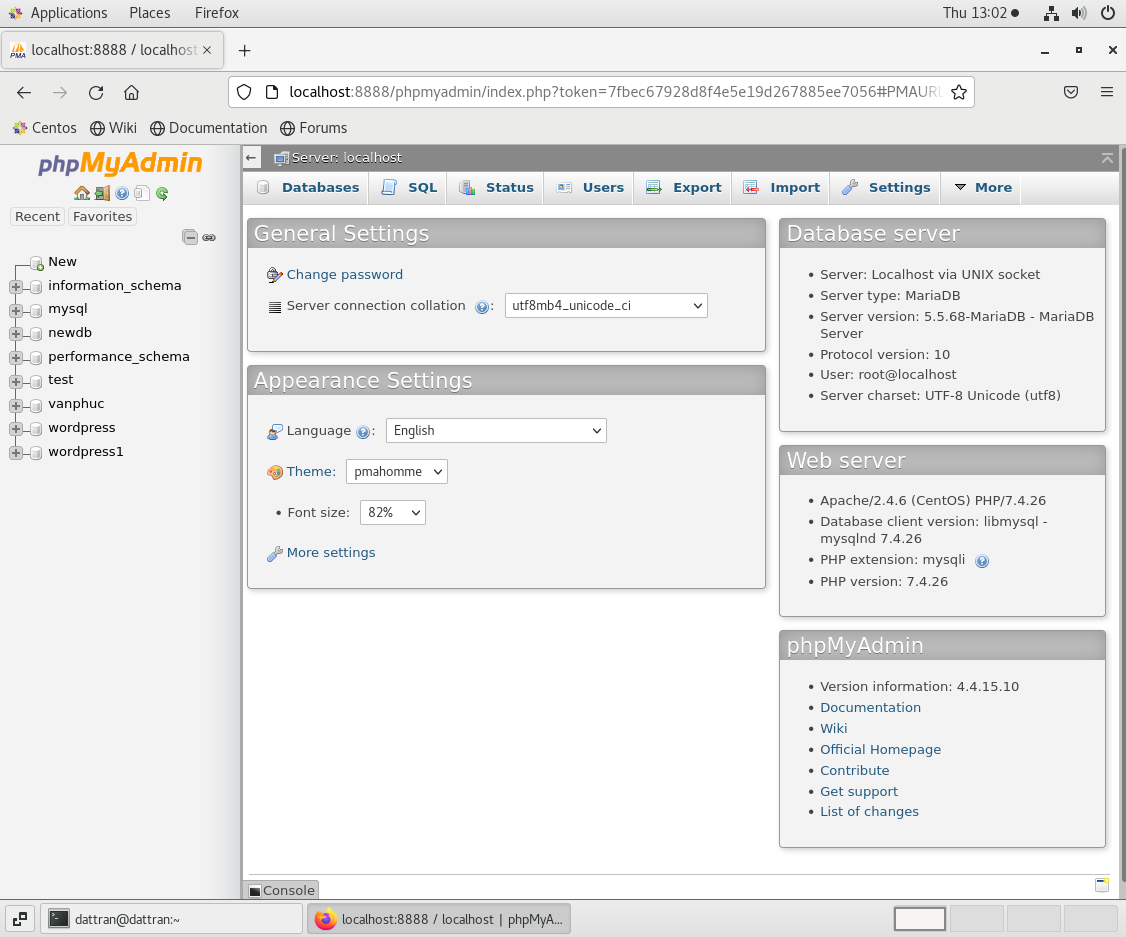 Applications Places Firefox Thu 13:02
localhost:8888 / localhost
localhost:8888/phpmyadmin/index.php?token=7fbec67928d8f4e5e19d267885ee7056#PMAURL
Centos Wiki Documentation Forums
phpMyAdmin
Recent Favorites
New
information_schema
mysql
newdb
performance_schema
test
vanphuc
wordpress
wordpress1
Server: localhost
Databases SQL Status Users Export Import Settings More
General Settings
Change password
Server connection collation : utf8mb4_unicode_ci
Appearance Settings
Language : English
Theme: pmahomme
• Font size: 82%
More settings
Database server
• Server: Localhost via UNIX socket
• Server type: MariaDB
• Server version: 5.5.68-MariaDB - MariaDB
Server
• Protocol version: 10
• User: root@localhost
• Server charset: UTF-8 Unicode (utf8)
Web server
• Apache/2.4.6 (CentOS) PHP/7.4.26
• Database client version: libmysql -
mysqlnd 7.4.26
• PHP extension: mysqli
• PHP version: 7.4.26
phpMyAdmin
• Version information: 4.4.15.10
• Documentation
• Wiki
• Official Homepage
• Contribute
• Get support
• List of changes
Console
dattran@dattran:~ localhost:8888 / localhost | phpMyA...